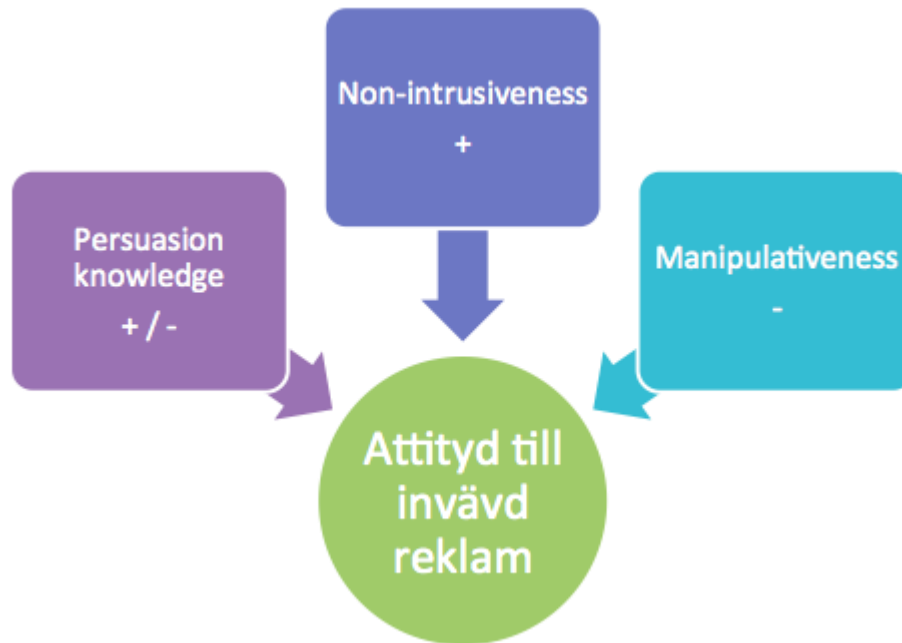 Non-intrusiveness
+
Persuasion
knowledge
+ / -
Manipulativeness
-
Attityd till
invävd
reklam